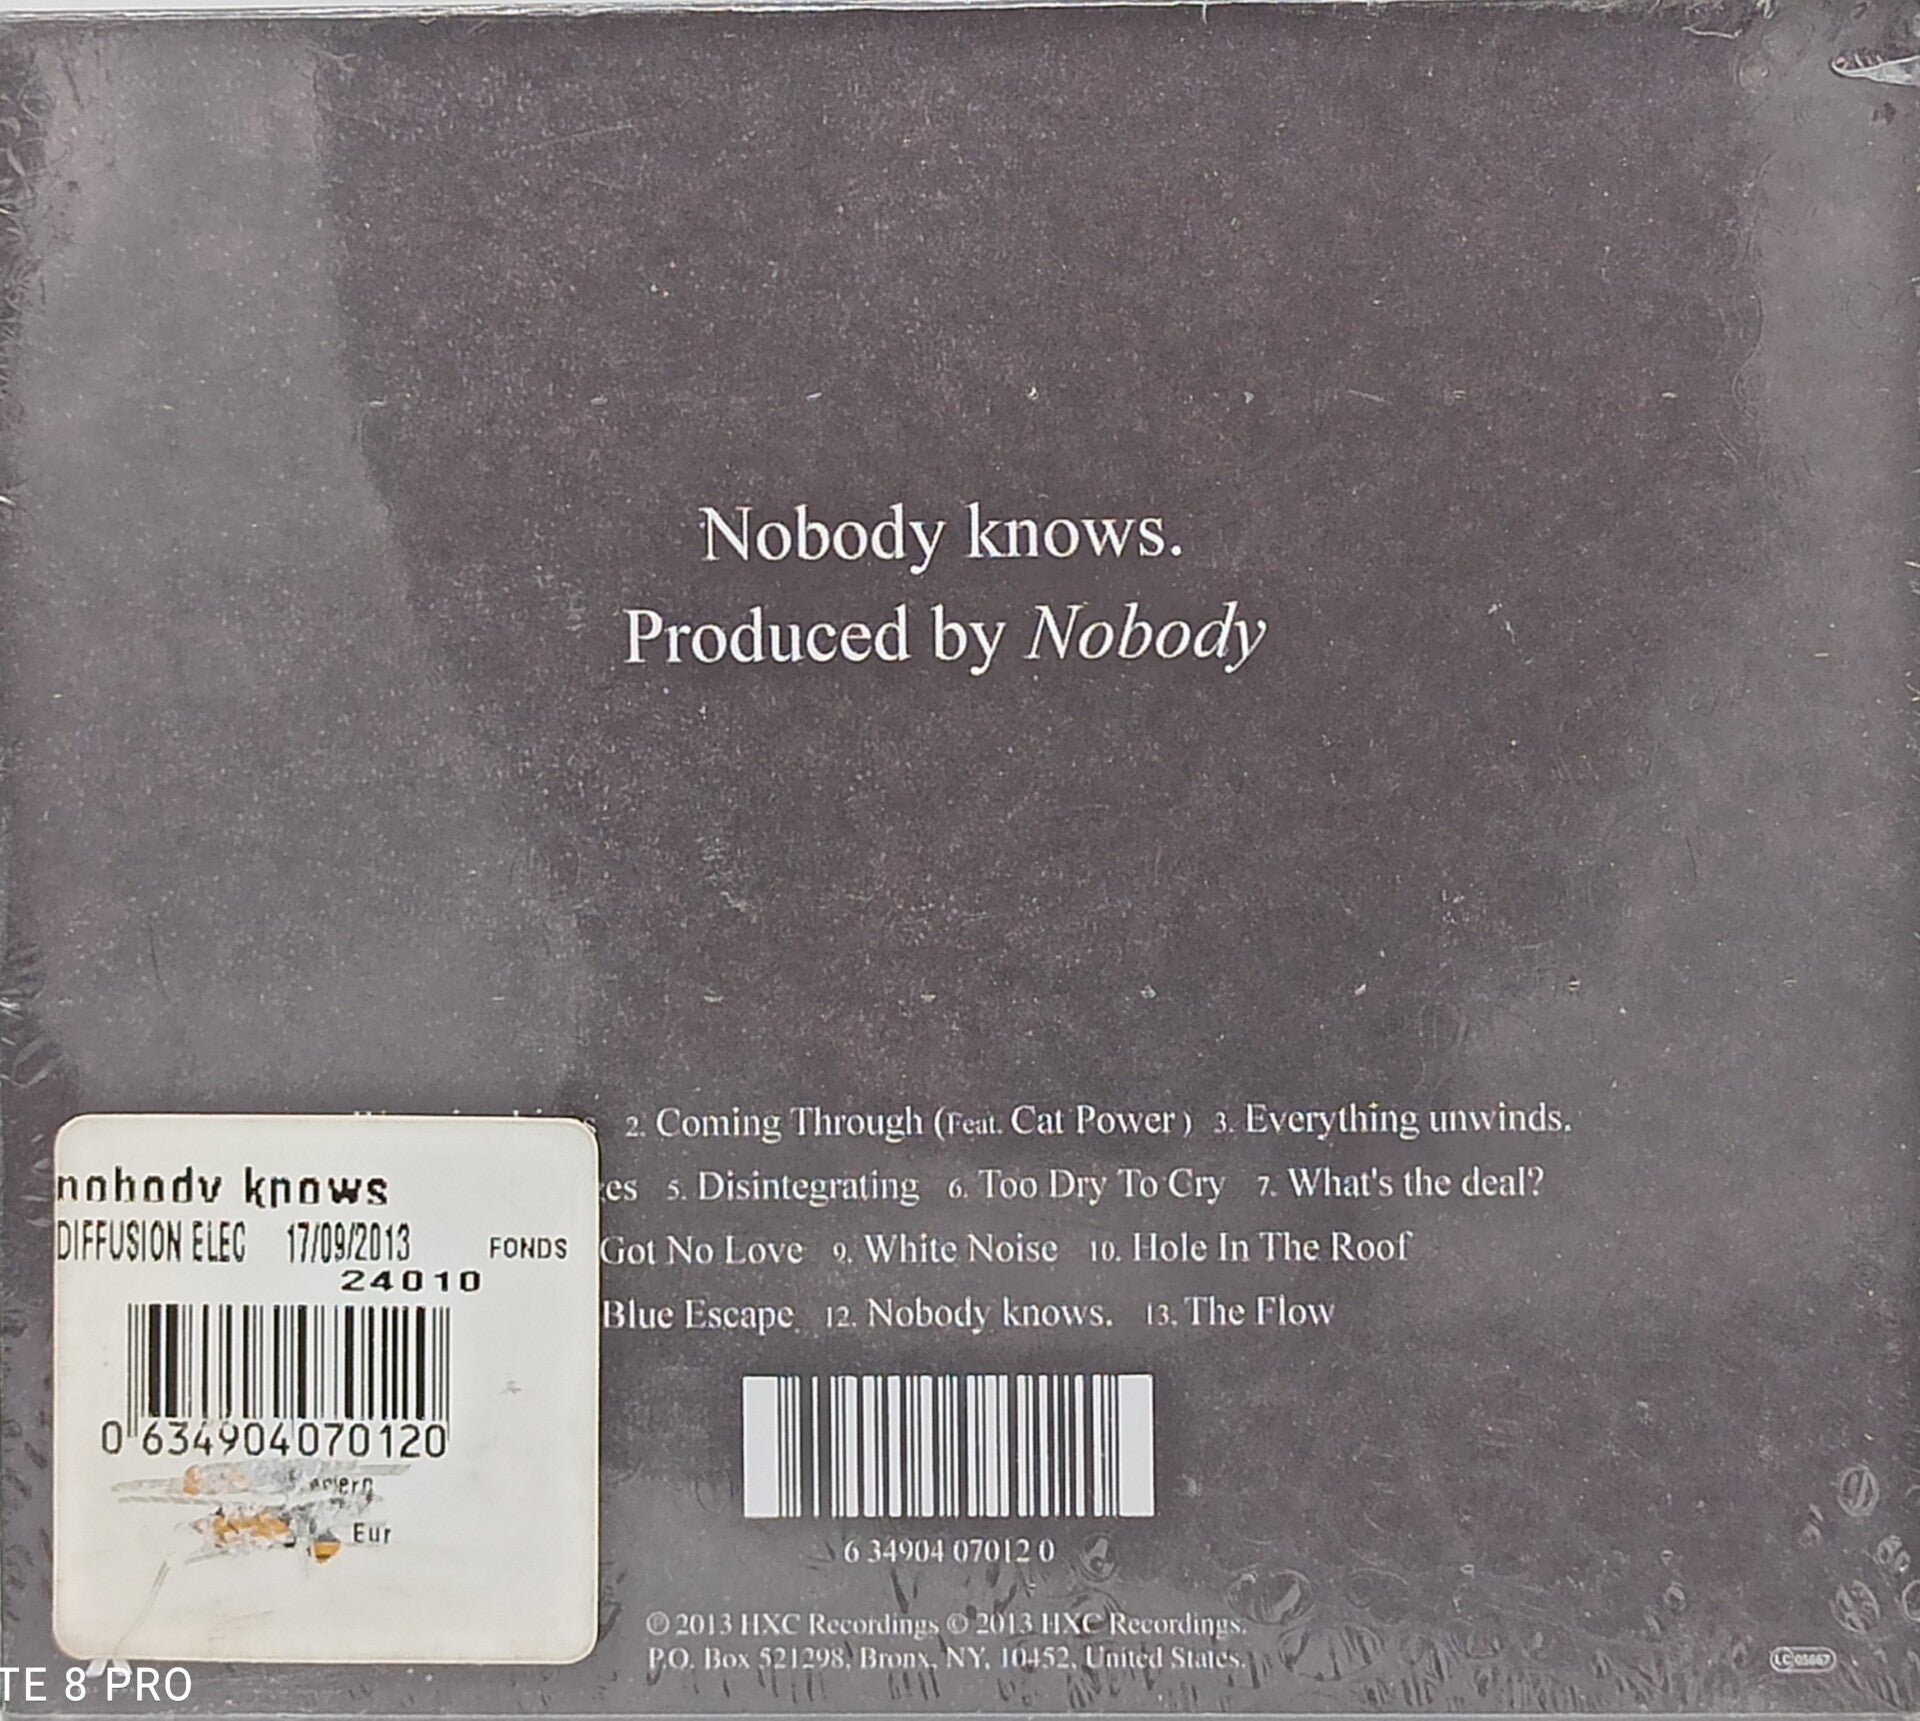 Nobody knows.
Produced by Nobody
2. Coming Through (Feat. Cat Power ) 3. Everything unwinds.
5. Disintegrating 6. Too Dry To Cry 7. What's the deal?
Got No Love 9. White Noise 10. Hole In The Roof
Blue Escape 12. Nobody knows. 13. The Flow
nobody knows
DIFFUSION ELEC 17/09/2013 FONDS
24010
0 634904070120
Eur
6 34904 07012 0
℗ 2013 HXC Recordings © 2013 HXC Recordings.
P.O. Box 521298, Bronx, NY, 10452, United States.
LC 05667
TE 8 PRO